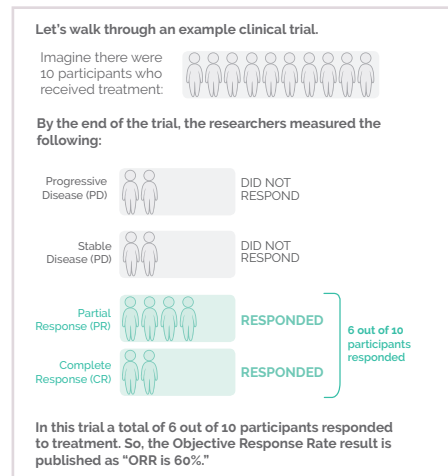 Let's walk through an example clinical trial.
Imagine there were
10 participants who
received treatment:
By the end of the trial, the researchers measured the
following:
Progressive
Disease (PD)
DID NOT
RESPOND
Stable
Disease (PD)
DID NOT
RESPOND
Partial
Response (PR)
RESPONDED
Complete
Response (CR)
RESPONDED
6 out of 10
participants
responded
In this trial a total of 6 out of 10 participants responded
to treatment. So, the Objective Response Rate result is
published as “ORR is 60%.”